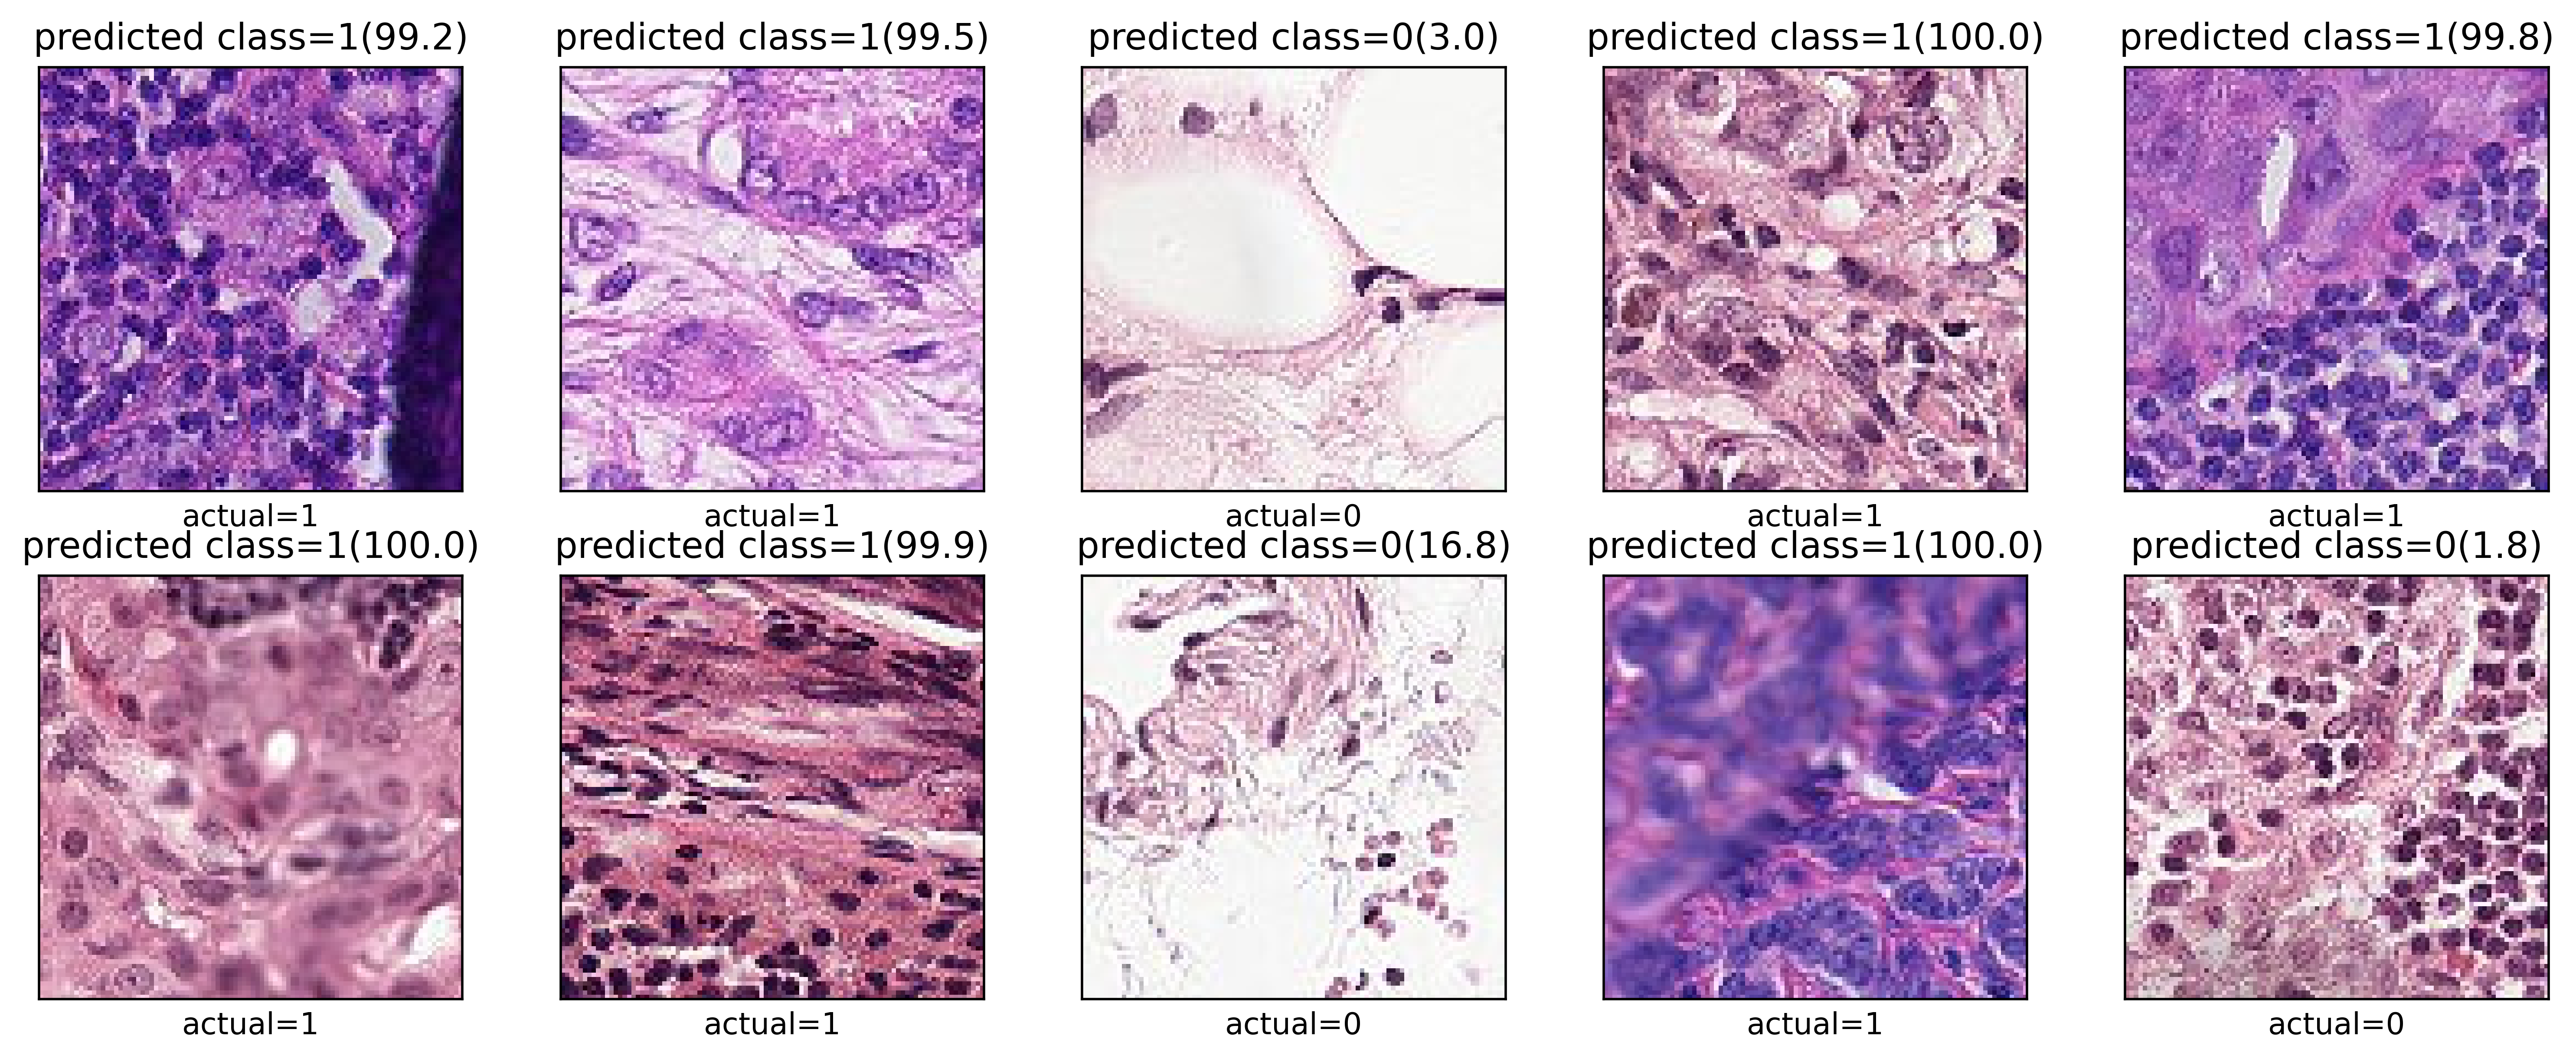 predicted class=1(99.2)
predicted class=1(99.5)
predicted class=0(3.0)
predicted class=1(100.0)
predicted class=1(99.8)
actual=1
actual=1
actual=0
actual=1
actual=1
predicted class=1(100.0)
predicted class=1(99.9)
predicted class=0(16.8)
predicted class=1(100.0)
predicted class=0(1.8)
actual=1
actual=1
actual=0
actual=1
actual=0